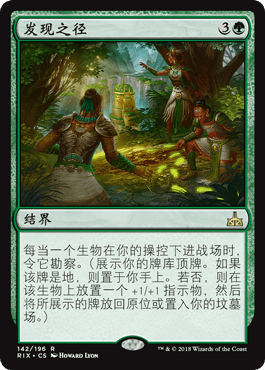 发现之径 3
结界
每当一个生物在你的操控下进战场时，
令它勘察。（展示你的牌库顶牌。如果
该牌是地，则置于你手上。若否，则在
该生物上放置一个 +1/+1 指示物，然后
将所展示的牌放回原位或置入你的坟墓
场。）
142/196 R
RIX • CS Howard Lyon
™ & © 2018 Wizards of the Coast